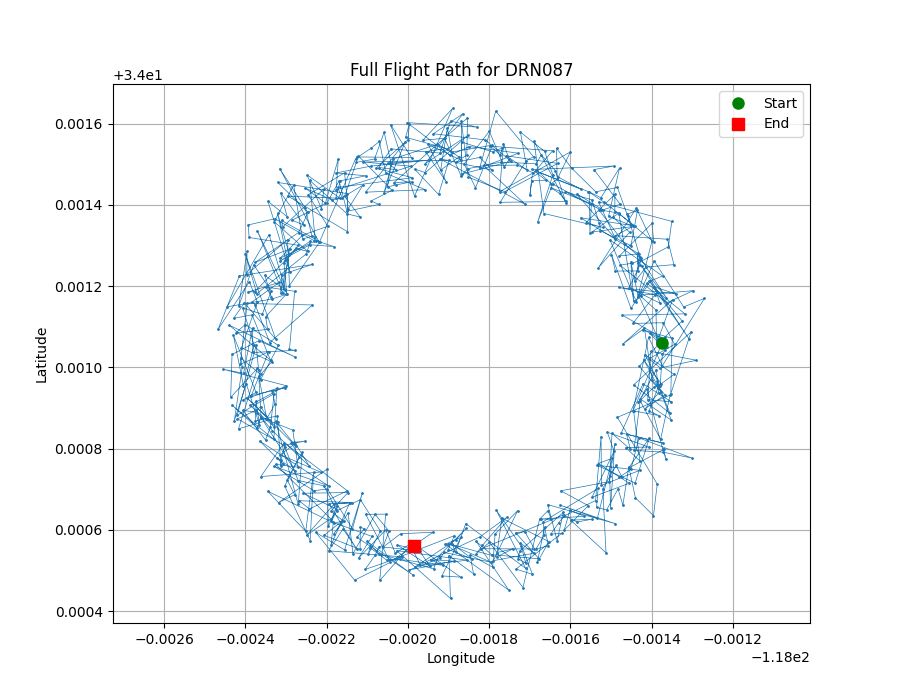 Full Flight Path for DRN087
+3.4e1
Start
End
0.0016
0.0014
0.0012
0.0010
0.0008
0.0006
0.0004
Latitude
−0.0026
−0.0024
−0.0022
−0.0020
−0.0018
−0.0016
−0.0014
−0.0012
Longitude
−1.18e2